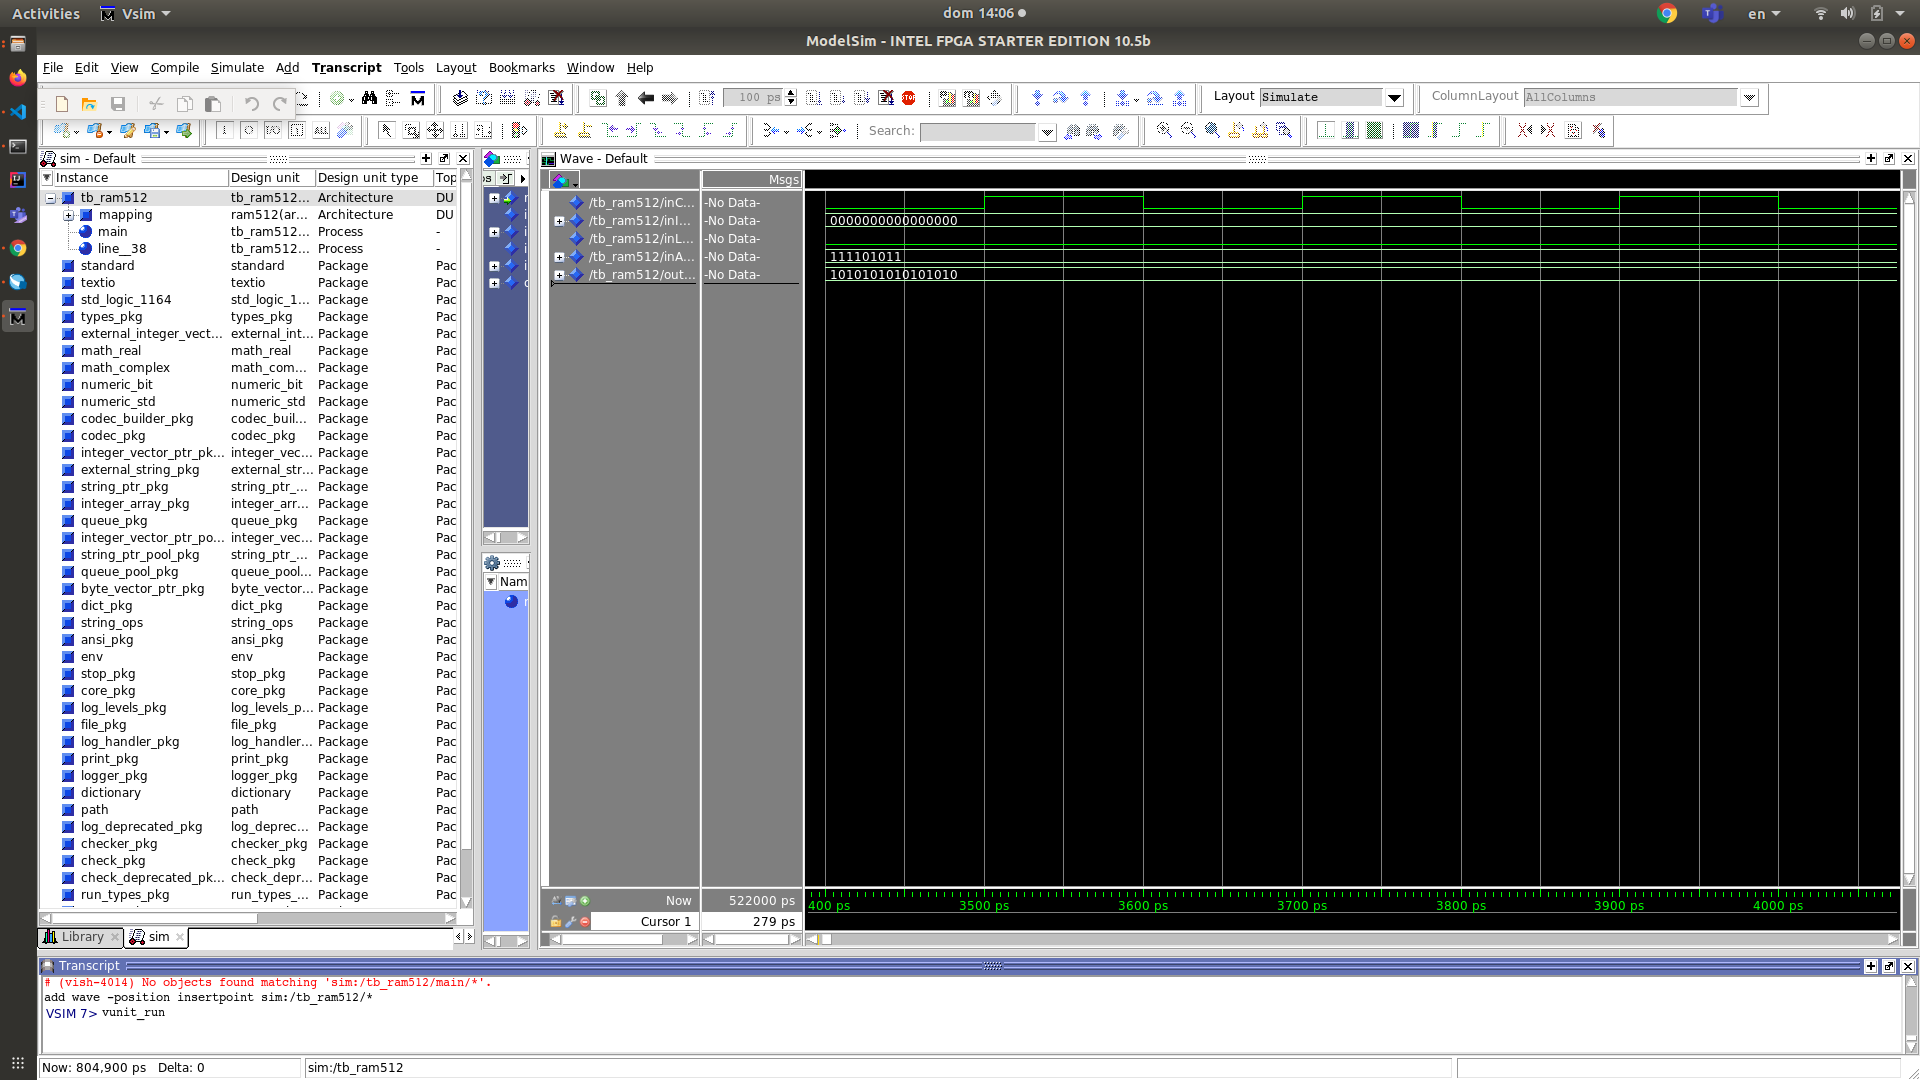 Activities Vsim dom 14:06 en
ModelSim - INTEL FPGA STARTER EDITION 10.5b
File Edit View Compile Simulate Add Transcript Tools Layout Bookmarks Window Help
100 ps Layout Simulate ColumnLayout AllColumns
Search:
sim - Default
Instance Design unit Design unit type Top
tb_ram512 tb_ram512... Architecture DU
mapping ram512(ar... Architecture DU
main tb_ram512... Process -
line__38 tb_ram512... Process -
standard standard Package Pac
textio textio Package Pac
std_logic_1164 std_logic_1... Package Pac
types_pkg types_pkg Package Pac
external_integer_vect... external_int... Package Pac
math_real math_real Package Pac
math_complex math_com... Package Pac
numeric_bit numeric_bit Package Pac
numeric_std numeric_std Package Pac
codec_builder_pkg codec_buil... Package Pac
codec_pkg codec_pkg Package Pac
integer_vector_ptr_pk... integer_vec... Package Pac
external_string_pkg external_str... Package Pac
string_ptr_pkg string_ptr_... Package Pac
integer_array_pkg integer_arr... Package Pac
queue_pkg queue_pkg Package Pac
integer_vector_ptr_po... integer_vec... Package Pac
string_ptr_pool_pkg string_ptr_... Package Pac
queue_pool_pkg queue_pool... Package Pac
byte_vector_ptr_pkg byte_vector... Package Pac
dict_pkg dict_pkg Package Pac
string_ops string_ops Package Pac
ansi_pkg ansi_pkg Package Pac
env env Package Pac
stop_pkg stop_pkg Package Pac
core_pkg core_pkg Package Pac
log_levels_pkg log_levels_p... Package Pac
file_pkg file_pkg Package Pac
log_handler_pkg log_handler... Package Pac
print_pkg print_pkg Package Pac
logger_pkg logger_pkg Package Pac
dictionary dictionary Package Pac
path path Package Pac
log_deprecated_pkg log_deprec... Package Pac
checker_pkg checker_pkg Package Pac
check_pkg check_pkg Package Pac
check_deprecated_pk... check_depr... Package Pac
run_types_pkg run_types_... Package Pac
Library sim
Nam
Wave - Default
Msgs
/tb_ram512/inC... -No Data-
/tb_ram512/inI... -No Data- 0000000000000000
/tb_ram512/inL... -No Data-
/tb_ram512/inA... -No Data- 111101011
/tb_ram512/out... -No Data- 1010101010101010
Now 522000 ps 400 ps 3500 ps 3600 ps 3700 ps 3800 ps 3900 ps 4000 ps
Cursor 1 279 ps
Transcript
# (vish-4014) No objects found matching 'sim:/tb_ram512/main/*'.
add wave -position insertpoint sim:/tb_ram512/*
VSIM 7> vunit_run
Now: 804,900 ps Delta: 0 sim:/tb_ram512